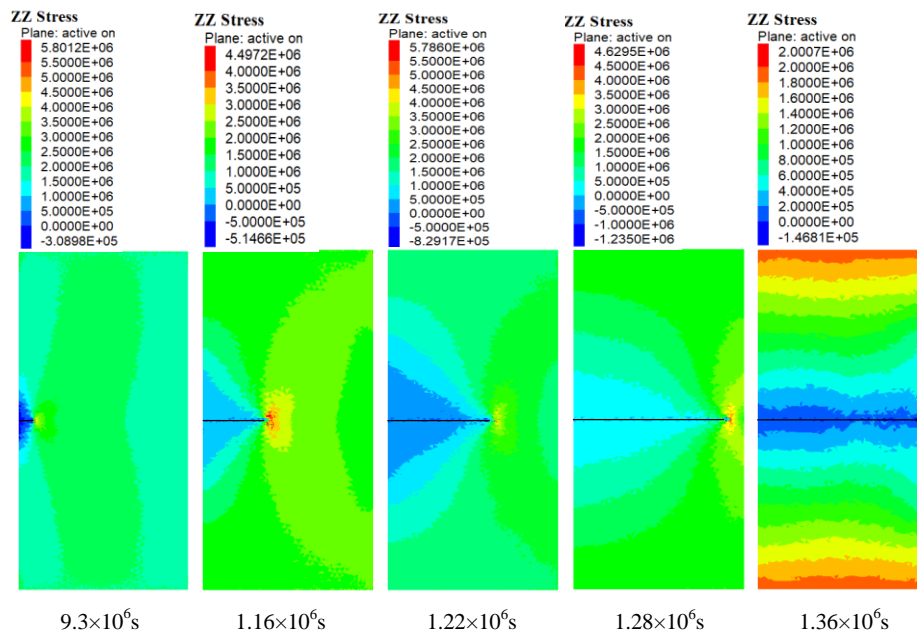 ZZ Stress
Plane: active on
5.8012E+06
5.5000E+06
5.0000E+06
4.5000E+06
4.0000E+06
3.5000E+06
3.0000E+06
2.5000E+06
2.0000E+06
1.5000E+06
1.0000E+06
5.0000E+05
0.0000E+00
-3.0898E+05
ZZ Stress
Plane: active on
4.4972E+06
4.0000E+06
3.5000E+06
3.0000E+06
2.5000E+06
2.0000E+06
1.5000E+06
1.0000E+06
5.0000E+05
0.0000E+00
-5.0000E+05
-5.1466E+05
ZZ Stress
Plane: active on
5.7860E+06
5.5000E+06
5.0000E+06
4.5000E+06
4.0000E+06
3.5000E+06
3.0000E+06
2.5000E+06
2.0000E+06
1.5000E+06
1.0000E+06
5.0000E+05
0.0000E+00
-5.0000E+05
-8.2917E+05
ZZ Stress
Plane: active on
4.6295E+06
4.5000E+06
4.0000E+06
3.5000E+06
3.0000E+06
2.5000E+06
2.0000E+06
1.5000E+06
1.0000E+06
5.0000E+05
0.0000E+00
-5.0000E+05
-1.0000E+06
-1.2350E+06
ZZ Stress
Plane: active on
2.0007E+06
2.0000E+06
1.8000E+06
1.6000E+06
1.4000E+06
1.2000E+06
1.0000E+06
8.0000E+05
6.0000E+05
4.0000E+05
2.0000E+05
0.0000E+00
-1.4681E+05
9.3×10⁶s
1.16×10⁶s
1.22×10⁶s
1.28×10⁶s
1.36×10⁶s